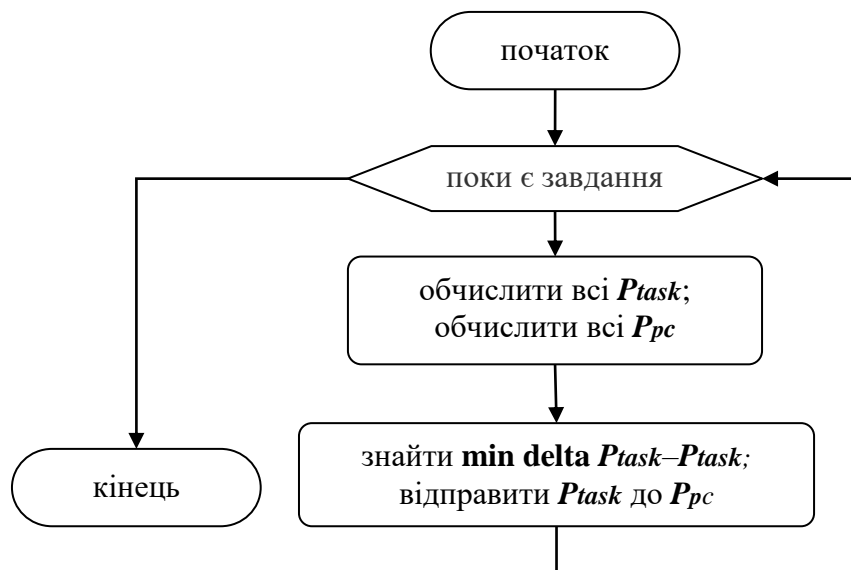 початок
поки є завдання
обчислити всі Ptask;
обчислити всі Ppc
знайти min delta Ptask–Ptask;
відправити Ptask до Ppc
кінець